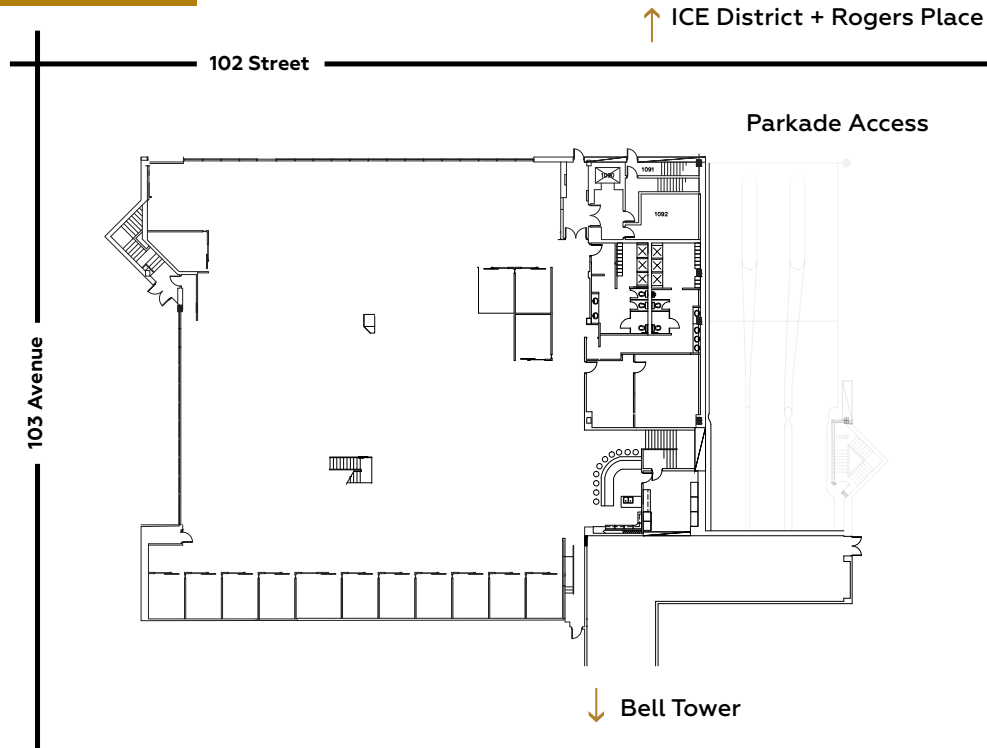 ↑ ICE District + Rogers Place
102 Street
Parkade Access
1091
1090
1092
103 Avenue
↓ Bell Tower